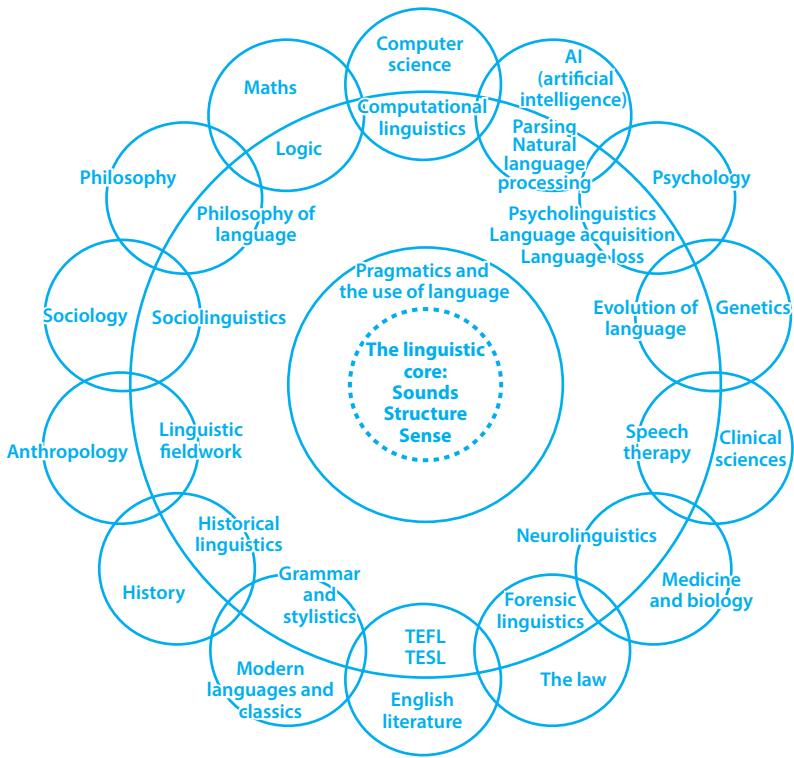 Computer
science
Computational
linguistics
AI
(artificial
intelligence)
Parsing
Natural
language
processing
Psychology
Psycholinguistics
Language acquisition
Language loss
Genetics
Evolution of
language
Clinical
sciences
Speech
therapy
Medicine
and biology
Neurolinguistics
The law
Forensic
linguistics
English
literature
TEFL
TESL
Modern
languages and
classics
Grammar
and
stylistics
History
Historical
linguistics
Anthropology
Linguistic
fieldwork
Sociology
Sociolinguistics
Philosophy
Philosophy of
language
Maths
Logic
Pragmatics and
the use of language
The linguistic
core:
Sounds
Structure
Sense